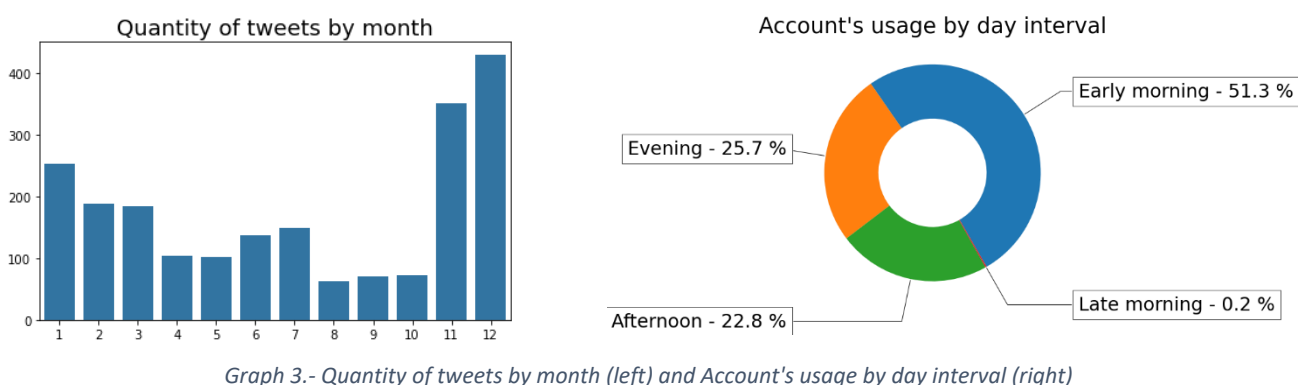 Quantity of tweets by month
400
300
200
100
0
1 2 3 4 5 6 7 8 9 10 11 12
Account's usage by day interval
Early morning - 51.3 %
Evening - 25.7 %
Afternoon - 22.8 %
Late morning - 0.2 %
Graph 3.- Quantity of tweets by month (left) and Account's usage by day interval (right)